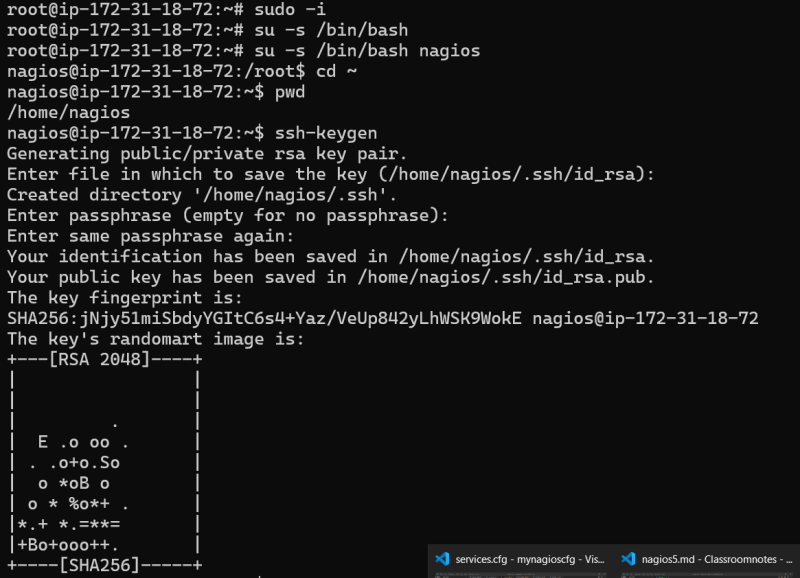 root@ip-172-31-18-72:~# sudo -i
root@ip-172-31-18-72:~# su -s /bin/bash
root@ip-172-31-18-72:~# su -s /bin/bash nagios
nagios@ip-172-31-18-72:/root$ cd ~
nagios@ip-172-31-18-72:~$ pwd
/home/nagios
nagios@ip-172-31-18-72:~$ ssh-keygen
Generating public/private rsa key pair.
Enter file in which to save the key (/home/nagios/.ssh/id_rsa):
Created directory '/home/nagios/.ssh'.
Enter passphrase (empty for no passphrase):
Enter same passphrase again:
Your identification has been saved in /home/nagios/.ssh/id_rsa.
Your public key has been saved in /home/nagios/.ssh/id_rsa.pub.
The key fingerprint is:
SHA256:jNjy51miSbdyYGItC6s4+Yaz/VeUp842yLhWSK9WokE nagios@ip-172-31-18-72
The key's randomart image is:
+---[RSA 2048]----+
|                 |
|                 |
|         .       |
|  E .o oo .      |
| . .o+o.So       |
|  o *oB o        |
| o * %o*+ .      |
|*.+ *.=**=       |
|+Bo+ooo++.       |
+----[SHA256]-----+
services.cfg - mynagioscfg - Vis...
nagios5.md - Classroomnotes - ...